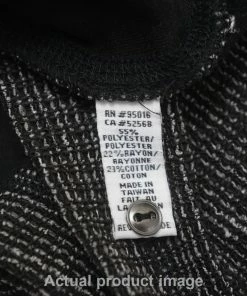 RN #95016
CA #52568
55%
POLYESTER/
POLYESTER
22%RAYON/
RAYONNE
23%COTTON/
COTON
MADE IN
TAIWAN
FAIT AU
Actual product image